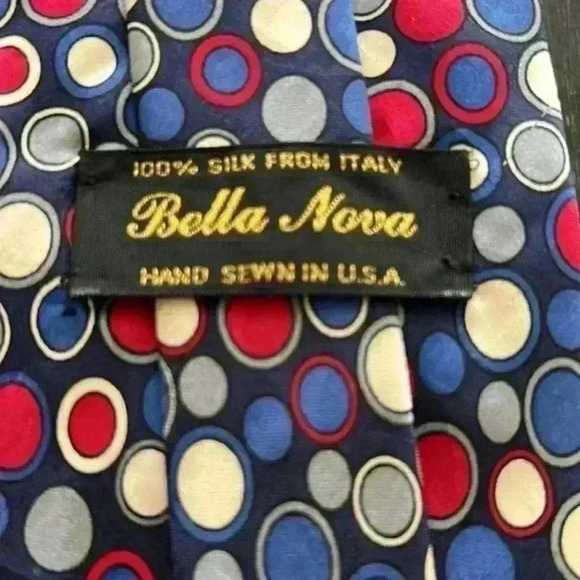 100% SILK FROM ITALY
Bella Nova
HAND SEWN IN U.S.A.